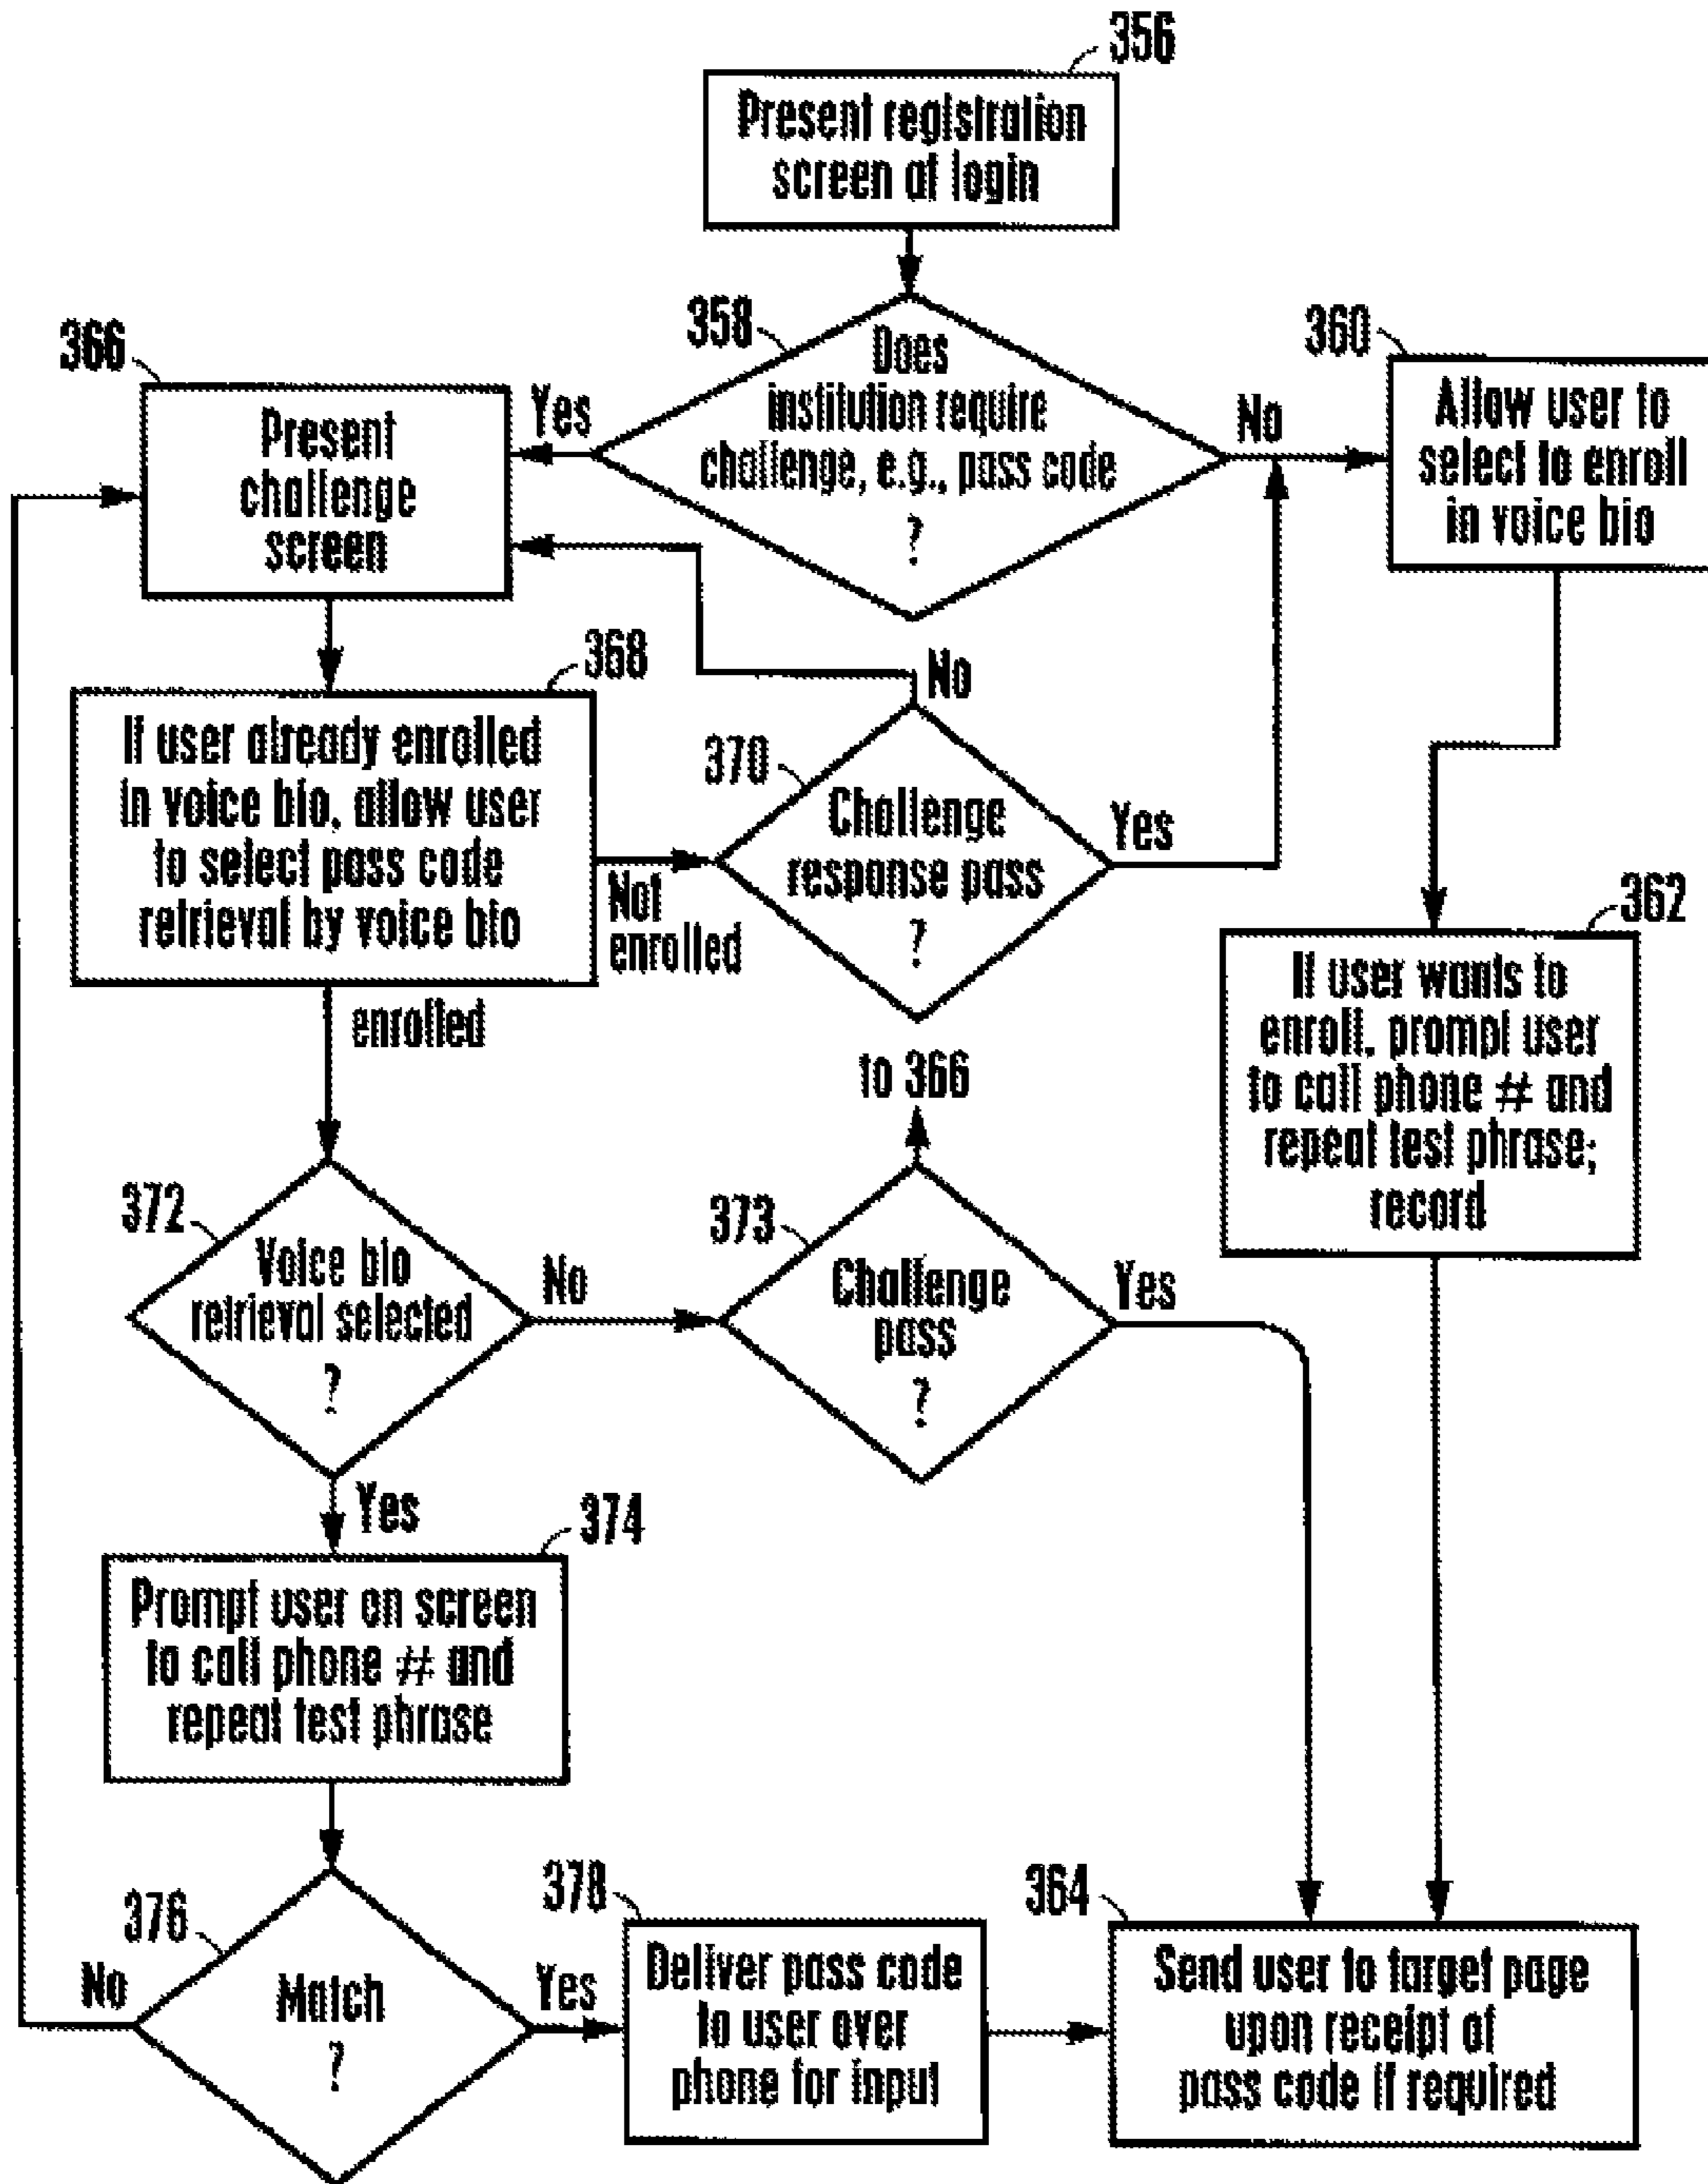 356
Present registration
screen at login
358
Does
institution require
challenge, e.g., pass code
?
Yes
No
360
Allow user to
select to enroll
in voice bio
366
Present
challenge
screen
368
If user already enrolled
in voice bio, allow user
to select pass code
retrieval by voice bio
Not
enrolled
enrolled
370
Challenge
response pass
?
No
Yes
362
If user wants to
enroll, prompt user
to call phone # and
repeat test phrase;
record
372
Voice bio
retrieval selected
?
No
Yes
to 366
373
Challenge
pass
?
Yes
374
Prompt user on screen
to call phone # and
repeat test phrase
376
Match
?
No
Yes
378
Deliver pass code
to user over
phone for input
364
Send user to target page
upon receipt of
pass code if required